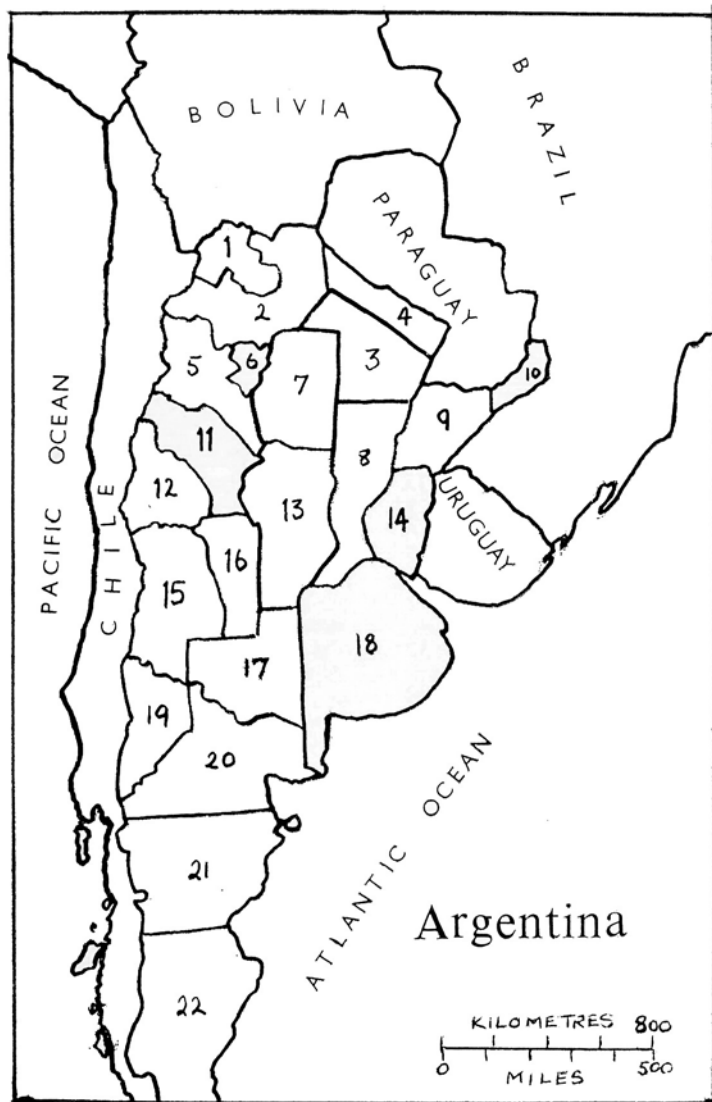 BOLIVIA
BRAZIL
PARAGUAY
1
2
4
3
5
6
7
10
9
11
8
12
13
14
URUGUAY
PACIFIC OCEAN
CHILE
16
15
18
17
19
20
ATLANTIC OCEAN
21
Argentina
22
KILOMETRES 800
0 500
MILES